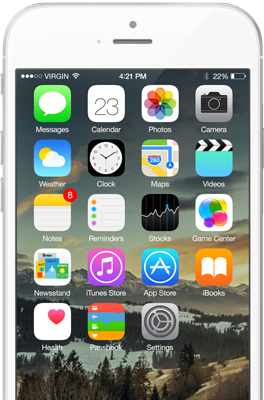 VIRGIN 4:21 PM 22%
23
Messages Calendar Photos Camera
280
Weather Clock Maps Videos
8
Notes Reminders Stocks Game Center
Newsstand iTunes Store App Store iBooks
Health Passbook Settings